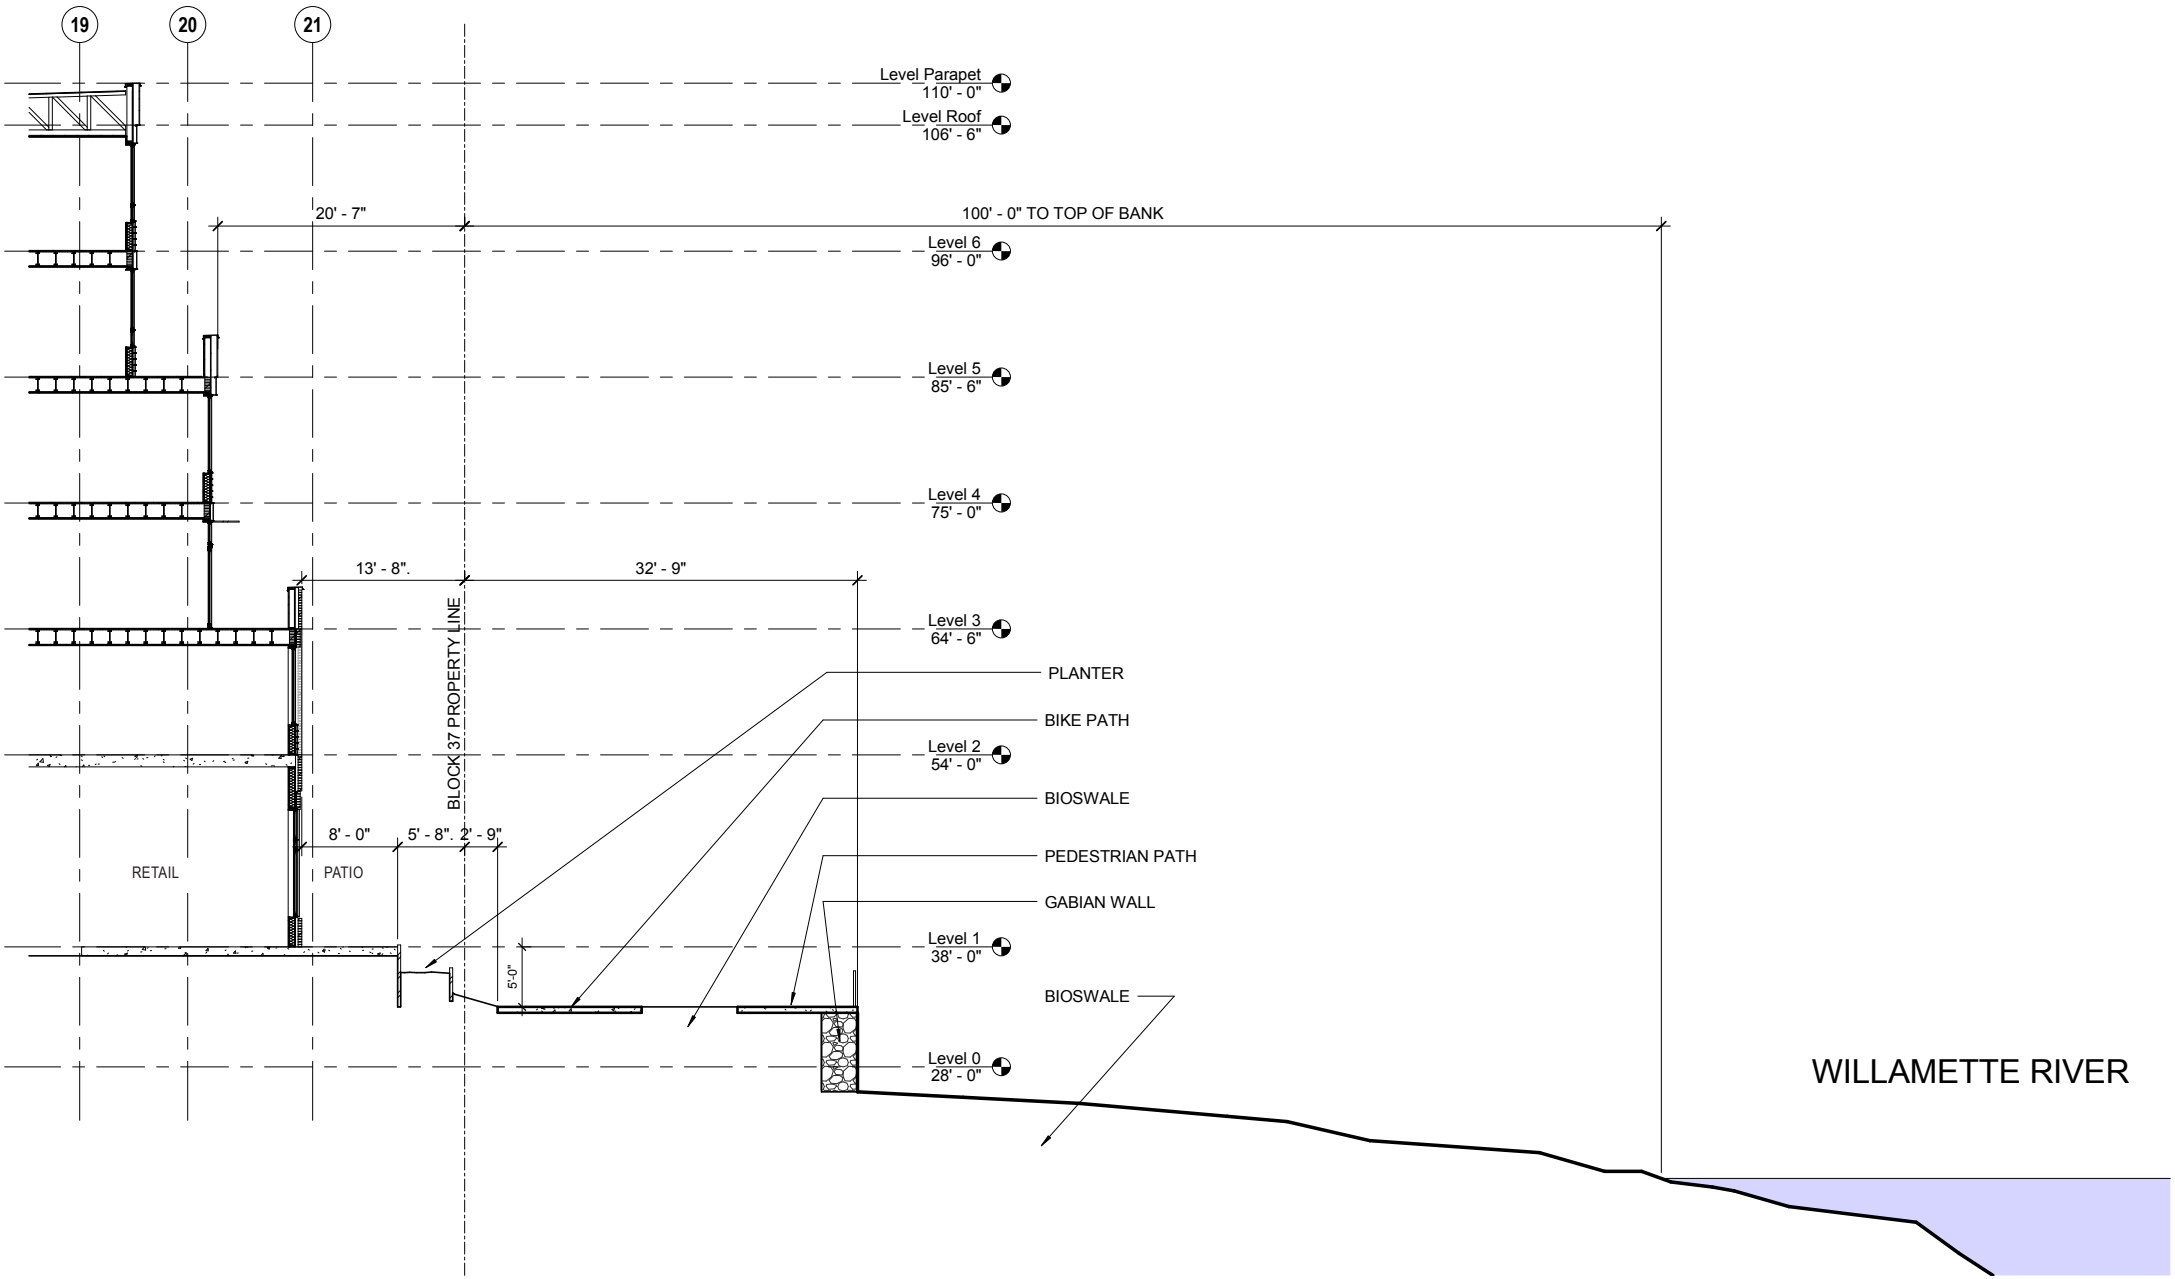 19 20 21
Level Parapet
110' - 0"
Level Roof
106' - 6"
20' - 7" 100' - 0" TO TOP OF BANK
Level 6
96' - 0"
Level 5
85' - 6"
Level 4
75' - 0"
13' - 8". 32' - 9"
BLOCK 37 PROPERTY LINE
Level 3
64' - 6"
PLANTER
BIKE PATH
Level 2
54' - 0"
BIOSWALE
8' - 0" 5' - 8". 2' - 9"
PEDESTRIAN PATH
RETAIL PATIO
GABIAN WALL
Level 1
38' - 0"
5'-0"
BIOSWALE
Level 0
28' - 0"
WILLAMETTE RIVER